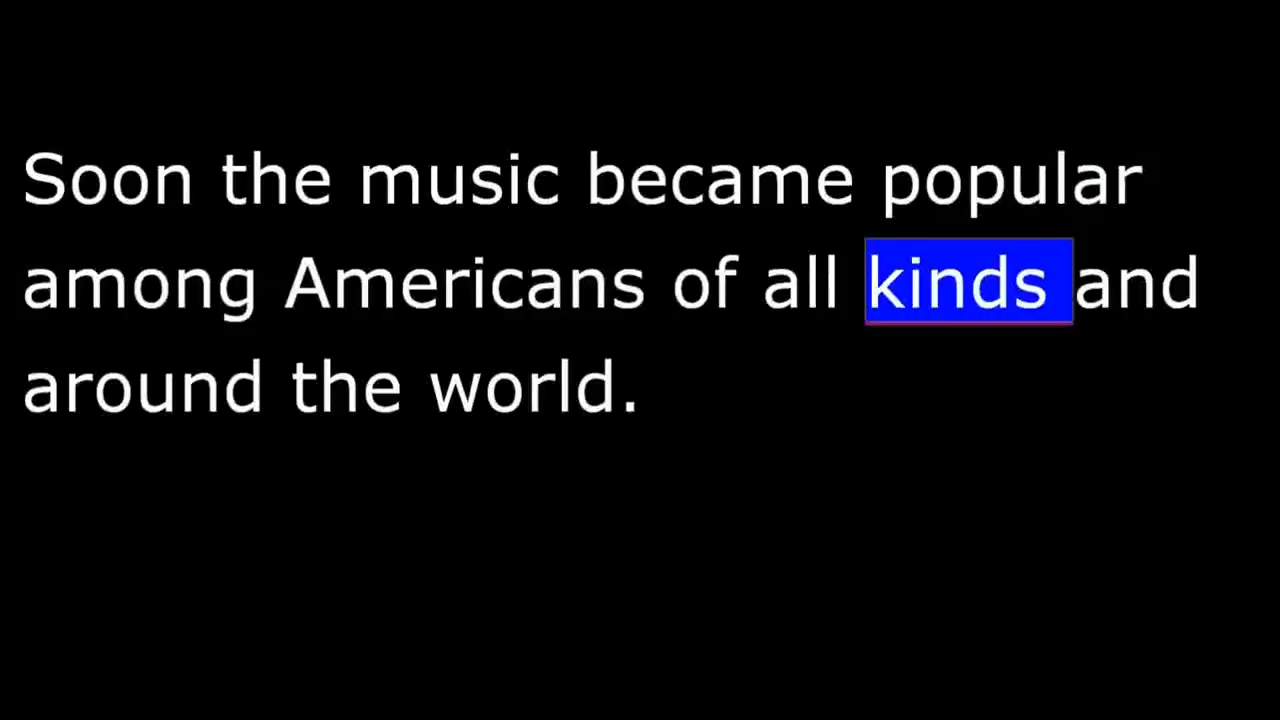 Soon the music became popular
among Americans of all kinds and
around the world.